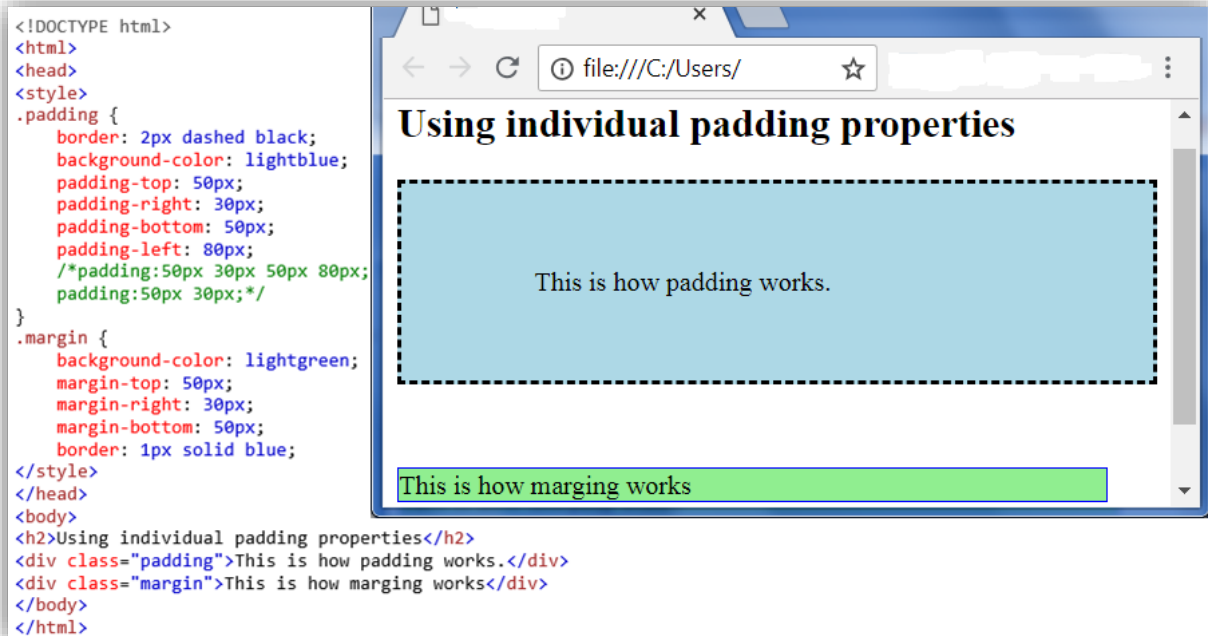 <!DOCTYPE html>
<html>
<head>
<style>
.padding {
    border: 2px dashed black;
    background-color: lightblue;
    padding-top: 50px;
    padding-right: 30px;
    padding-bottom: 50px;
    padding-left: 80px;
    /*padding:50px 30px 50px 80px;
    padding:50px 30px;*/
}
.margin {
    background-color: lightgreen;
    margin-top: 50px;
    margin-right: 30px;
    margin-bottom: 50px;
    border: 1px solid blue;
</style>
</head>
<body>
<h2>Using individual padding properties</h2>
<div class="padding">This is how padding works.</div>
<div class="margin">This is how marging works</div>
</body>
</html>
file:///C:/Users/
Using individual padding properties
This is how padding works.
This is how marging works